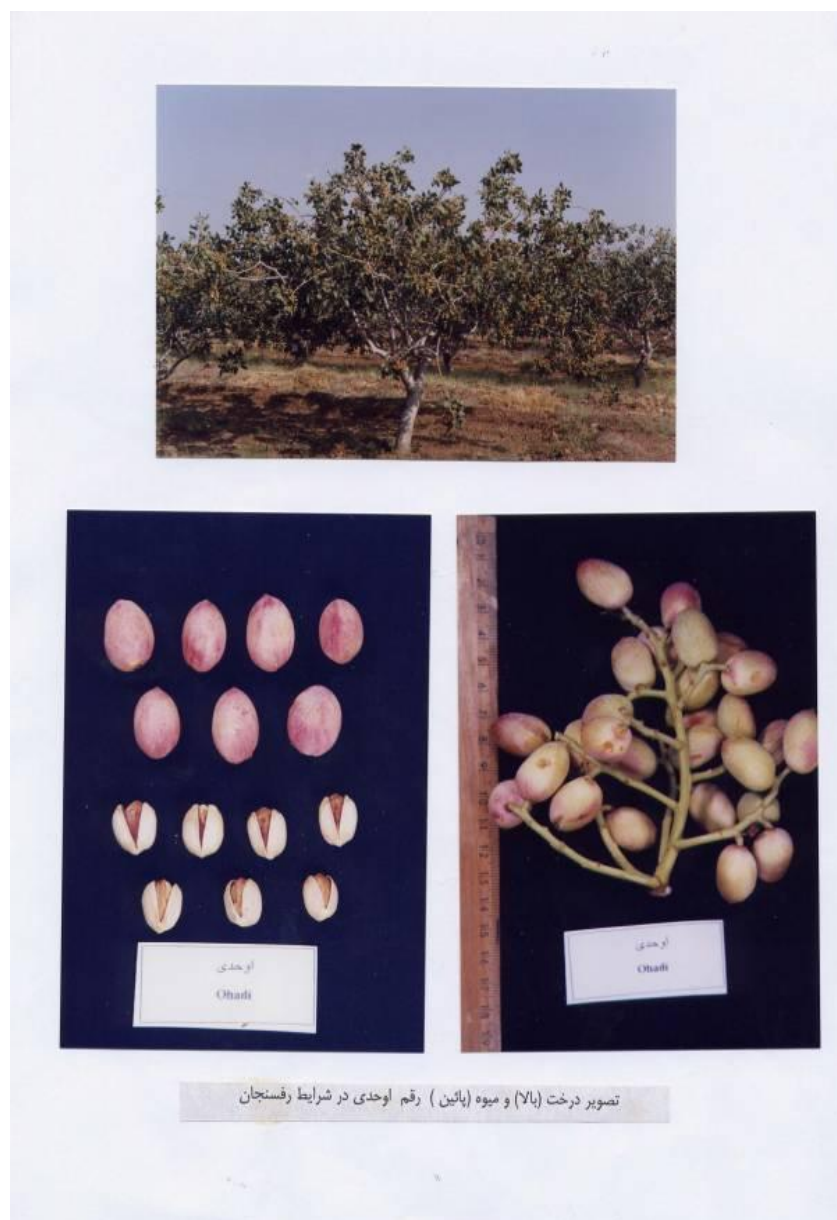 اوحدی
Ohadi
اوحدی
Ohadi
تصویر درخت (بالا) و میوه (پائین ) رقم اوحدی در شرایط رفسنجان